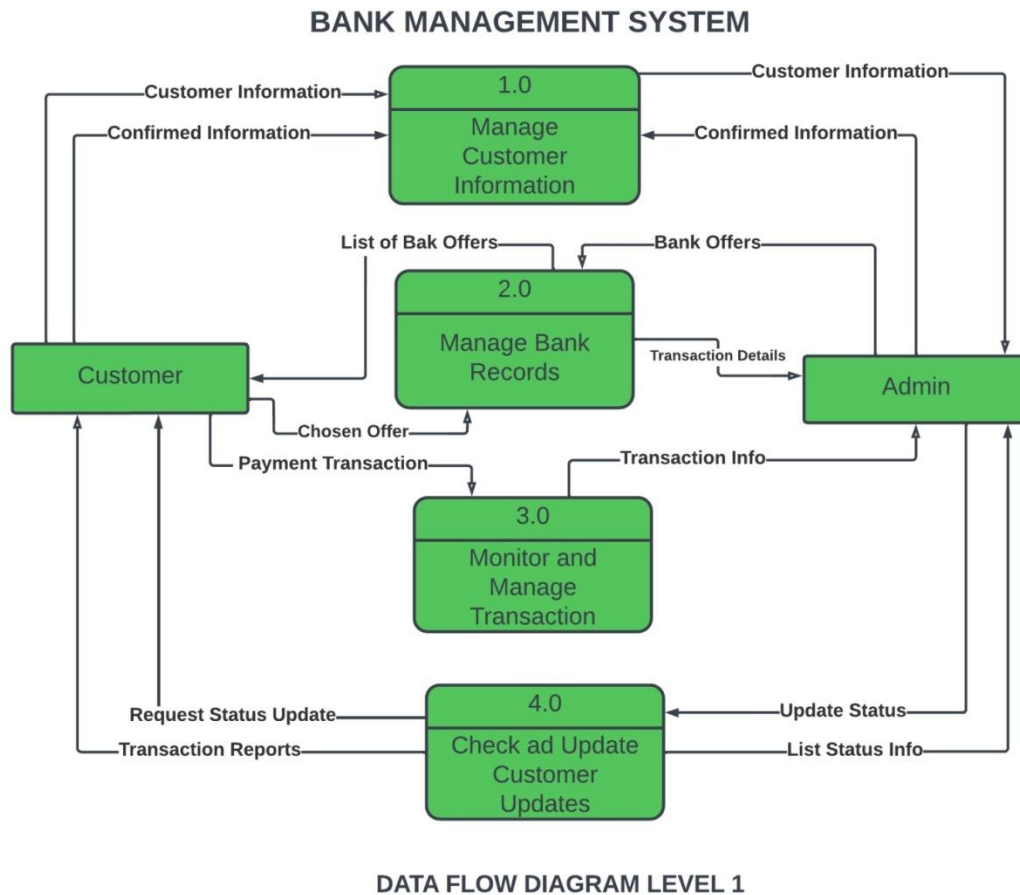 BANK MANAGEMENT SYSTEM
Customer Information
1.0
Customer Information
Confirmed Information
Manage
Customer
Information
Confirmed Information
List of Bak Offers
Bank Offers
2.0
Manage Bank
Records
Transaction Details
Customer
Admin
Chosen Offer
Payment Transaction
Transaction Info
3.0
Monitor and
Manage
Transaction
4.0
Request Status Update
Update Status
Transaction Reports
Check ad Update
Customer
Updates
List Status Info
DATA FLOW DIAGRAM LEVEL 1